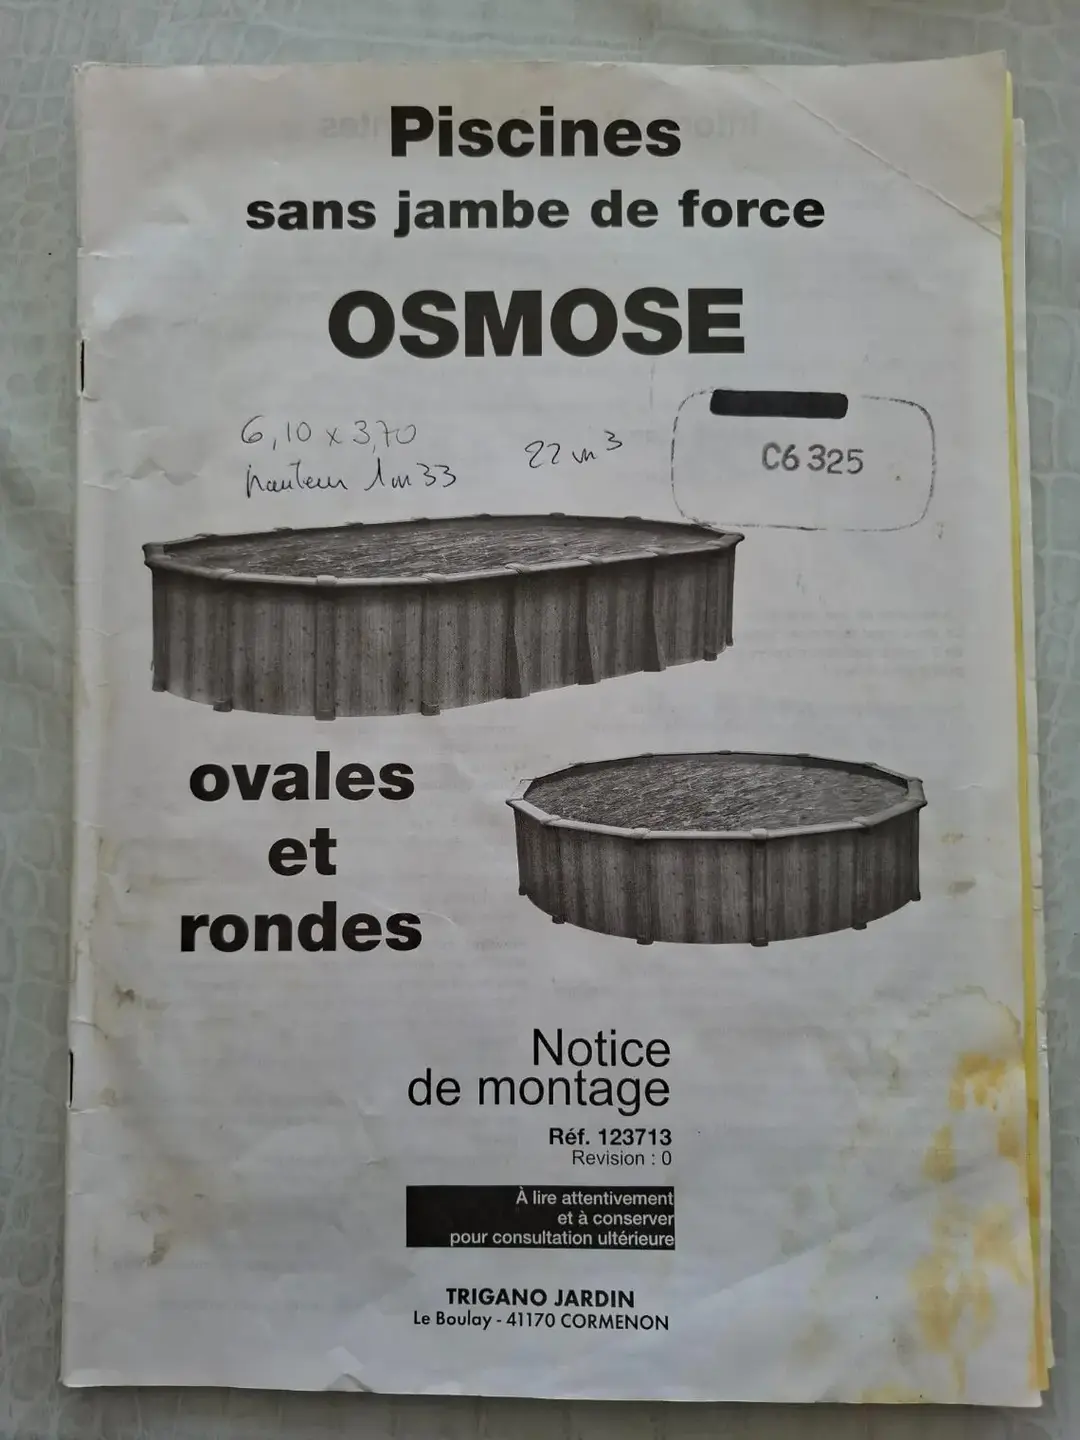 Piscines
sans jambe de force
OSMOSE
6,10 x 3,70
hauteur 1m33
22 m³
C6 325
ovales
et
rondes
Notice
de montage
Réf. 123713
Revision : 0
À lire attentivement
et à conserver
pour consultation ultérieure
TRIGANO JARDIN
Le Boulay - 41170 CORMENON